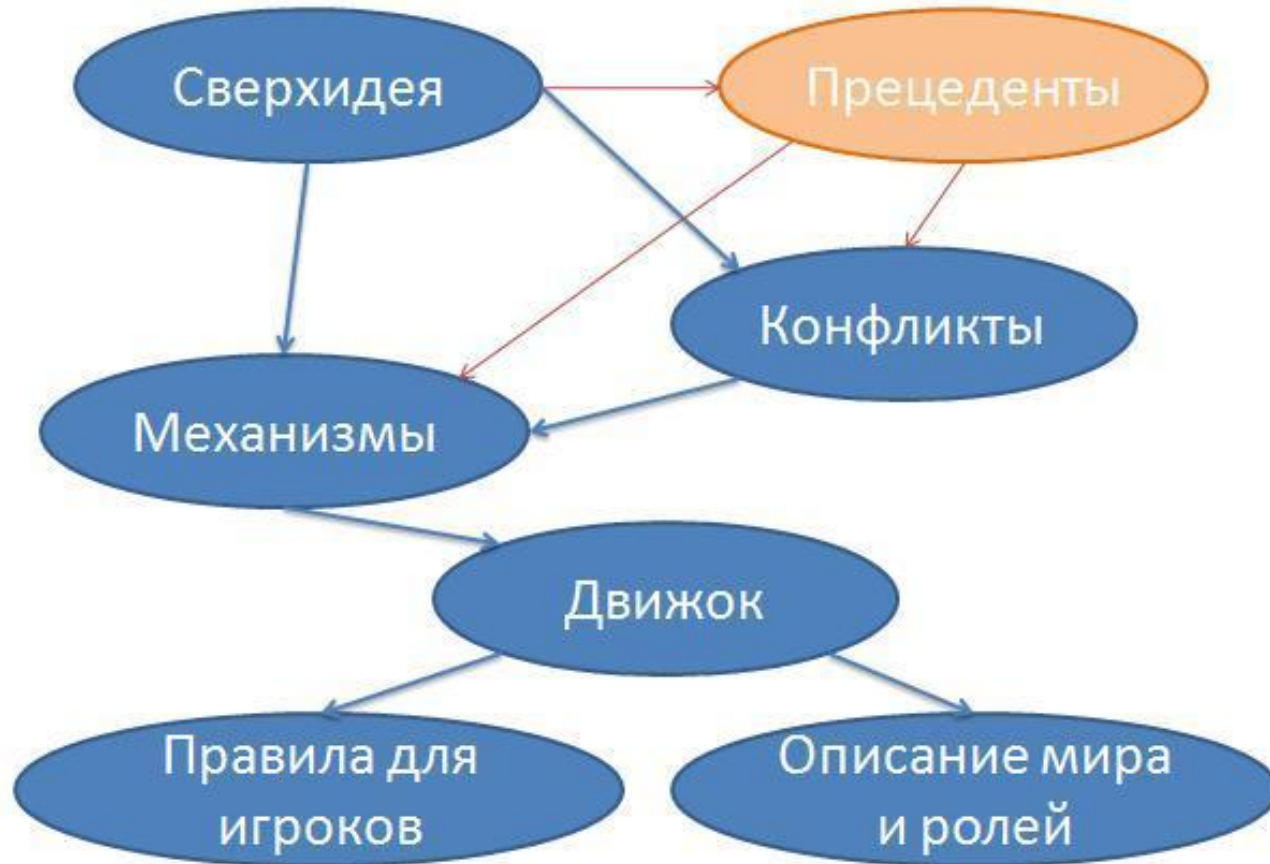 Сверхидея
Прецеденты
Конфликты
Механизмы
Движок
Правила для
игроков
Описание мира
и ролей